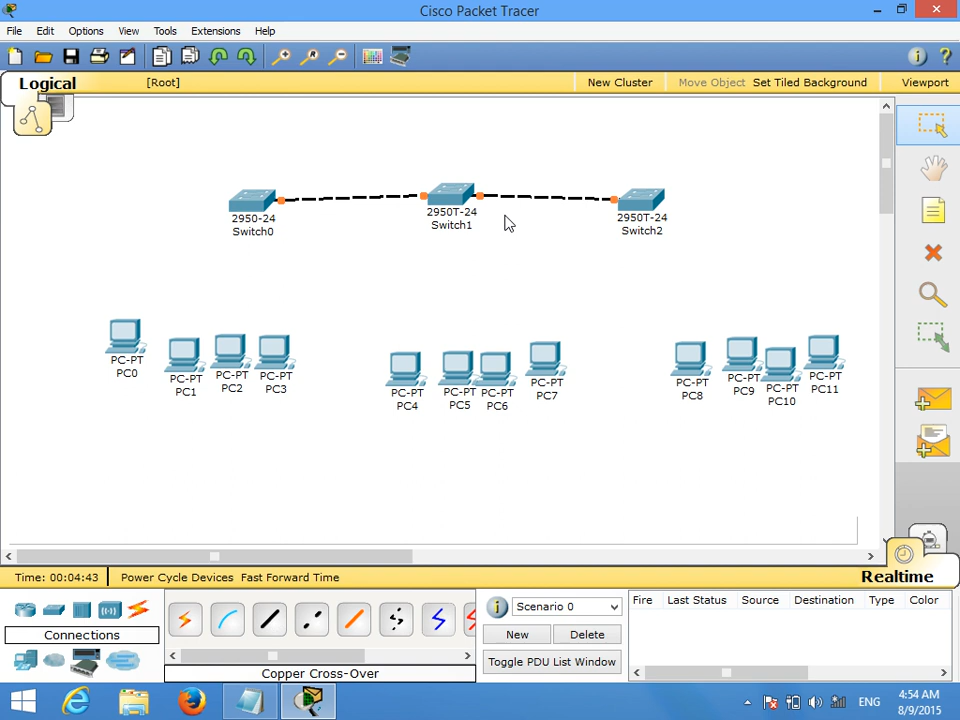 Cisco Packet Tracer
File Edit Options View Tools Extensions Help
Logical [Root] New Cluster Move Object Set Tiled Background Viewport
2950-24
Switch0
2950T-24
Switch1
2950T-24
Switch2
PC-PT
PC0
PC-PT
PC1
PC-PT
PC2
PC-PT
PC3
PC-PT
PC4
PC-PT
PC5
PC-PT
PC6
PC-PT
PC7
PC-PT
PC8
PC-PT
PC9
PC-PT
PC10
PC-PT
PC11
Time: 00:04:43 Power Cycle Devices Fast Forward Time Realtime
Connections
Copper Cross-Over
Scenario 0
New Delete
Toggle PDU List Window
Fire Last Status Source Destination Type Color
ENG
4:54 AM
8/9/2015